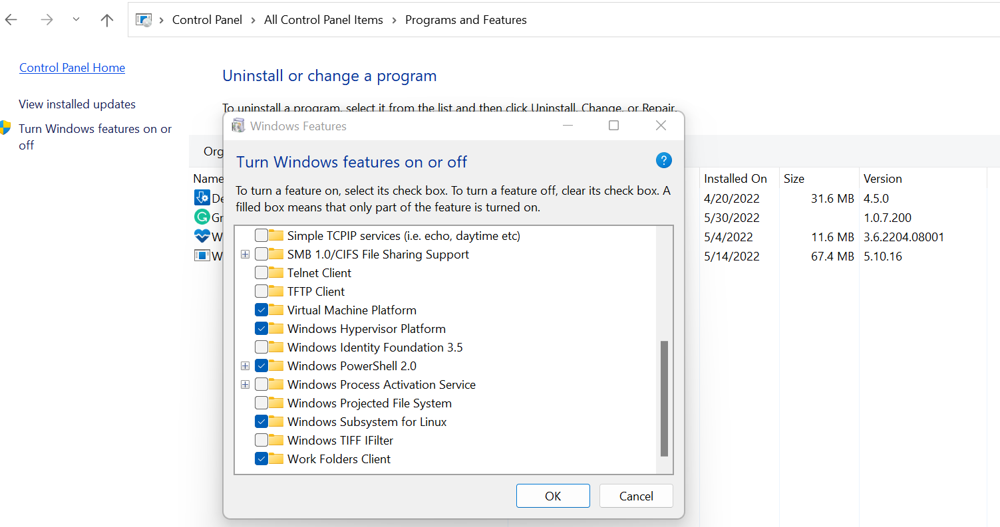 Control Panel > All Control Panel Items > Programs and Features
Control Panel Home
View installed updates
Turn Windows features on or
off
Uninstall or change a program
To uninstall a program, select it from the list and then click Uninstall, Change, or Repair.
Org
Name
Installed On Size Version
De
4/20/2022 31.6 MB 4.5.0
Gr
5/30/2022 1.0.7.200
W
5/4/2022 11.6 MB 3.6.2204.08001
W
5/14/2022 67.4 MB 5.10.16
Windows Features
Turn Windows features on or off
?
To turn a feature on, select its check box. To turn a feature off, clear its check box. A
filled box means that only part of the feature is turned on.
Simple TCPIP services (i.e. echo, daytime etc)
SMB 1.0/CIFS File Sharing Support
Telnet Client
TFTP Client
Virtual Machine Platform
Windows Hypervisor Platform
Windows Identity Foundation 3.5
Windows PowerShell 2.0
Windows Process Activation Service
Windows Projected File System
Windows Subsystem for Linux
Windows TIFF IFilter
Work Folders Client
OK Cancel